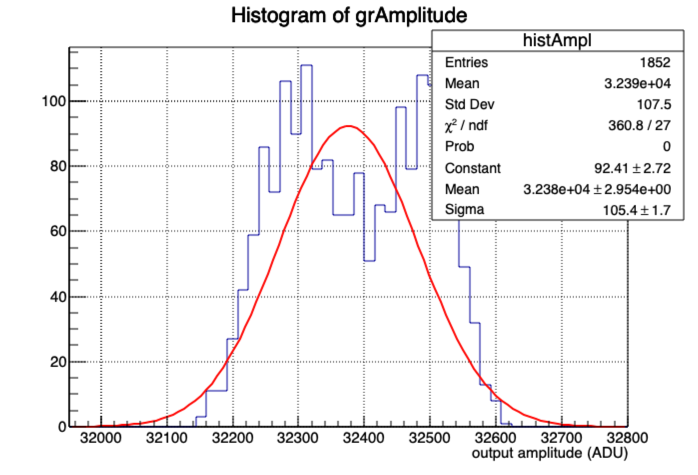 Histogram of grAmplitude
histAmpl
Entries 1852
Mean 3.239e+04
Std Dev 107.5
χ² / ndf 360.8 / 27
Prob 0
Constant 92.41 ± 2.72
Mean 3.238e+04 ± 2.954e+00
Sigma 105.4 ± 1.7
100
80
60
40
20
0
32000 32100 32200 32300 32400 32500 32600 32700 32800
output amplitude (ADU)